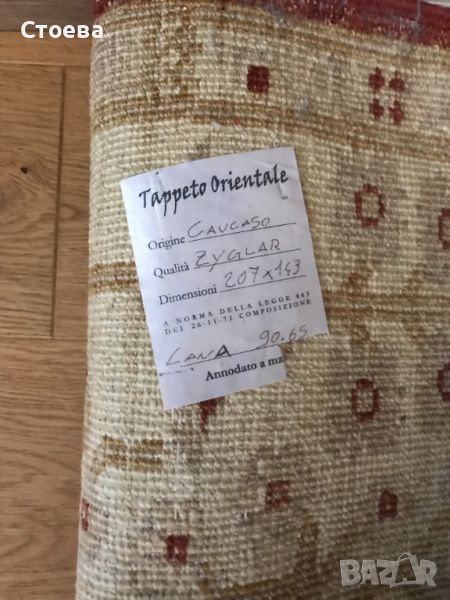 Стоева
Tappeto Orientale
Origine CAUCASO
Qualità ZYGLAR
Dimensioni 207x143
A NORMA DELLA LEGGE 883
DEL 26-11-73 COMPOSIZIONE
LANA 90.65
Annodato a ma
BAZAR